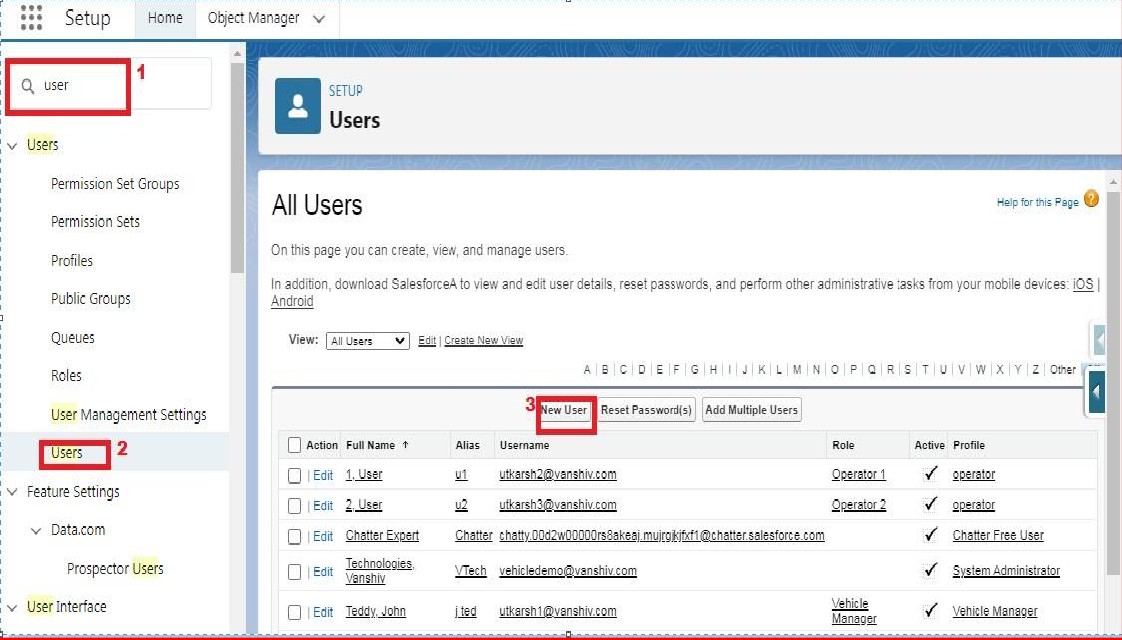 Setup Home Object Manager
user 1
Users
Permission Set Groups
Permission Sets
Profiles
Public Groups
Queues
Roles
User Management Settings
Users 2
Feature Settings
Data.com
Prospector Users
User Interface
SETUP
Users
All Users
Help for this Page ?
On this page you can create, view, and manage users.
In addition, download SalesforceA to view and edit user details, reset passwords, and perform other administrative tasks from your mobile devices: iOS |
Android
View: All Users Edit | Create New View
A | B | C | D | E | F | G | H | I | J | K | L | M | N | O | P | Q | R | S | T | U | V | W | X | Y | Z | Other
3 New User Reset Password(s) Add Multiple Users
Action Full Name ↑ Alias Username Role Active Profile
| Edit 1, User u1 utkarsh2@vanshiv.com Operator 1 ✓ operator
| Edit 2, User u2 utkarsh3@vanshiv.com Operator 2 ✓ operator
| Edit Chatter Expert Chatter chatty.00d2w00000rs8akeaj.mujrgjkjfxf1@chatter.salesforce.com ✓ Chatter Free User
| Edit Technologies, Vanshiv VTech vehicledemo@vanshiv.com ✓ System Administrator
| Edit Teddy, John j.ted utkarsh1@vanshiv.com Vehicle Manager ✓ Vehicle Manager